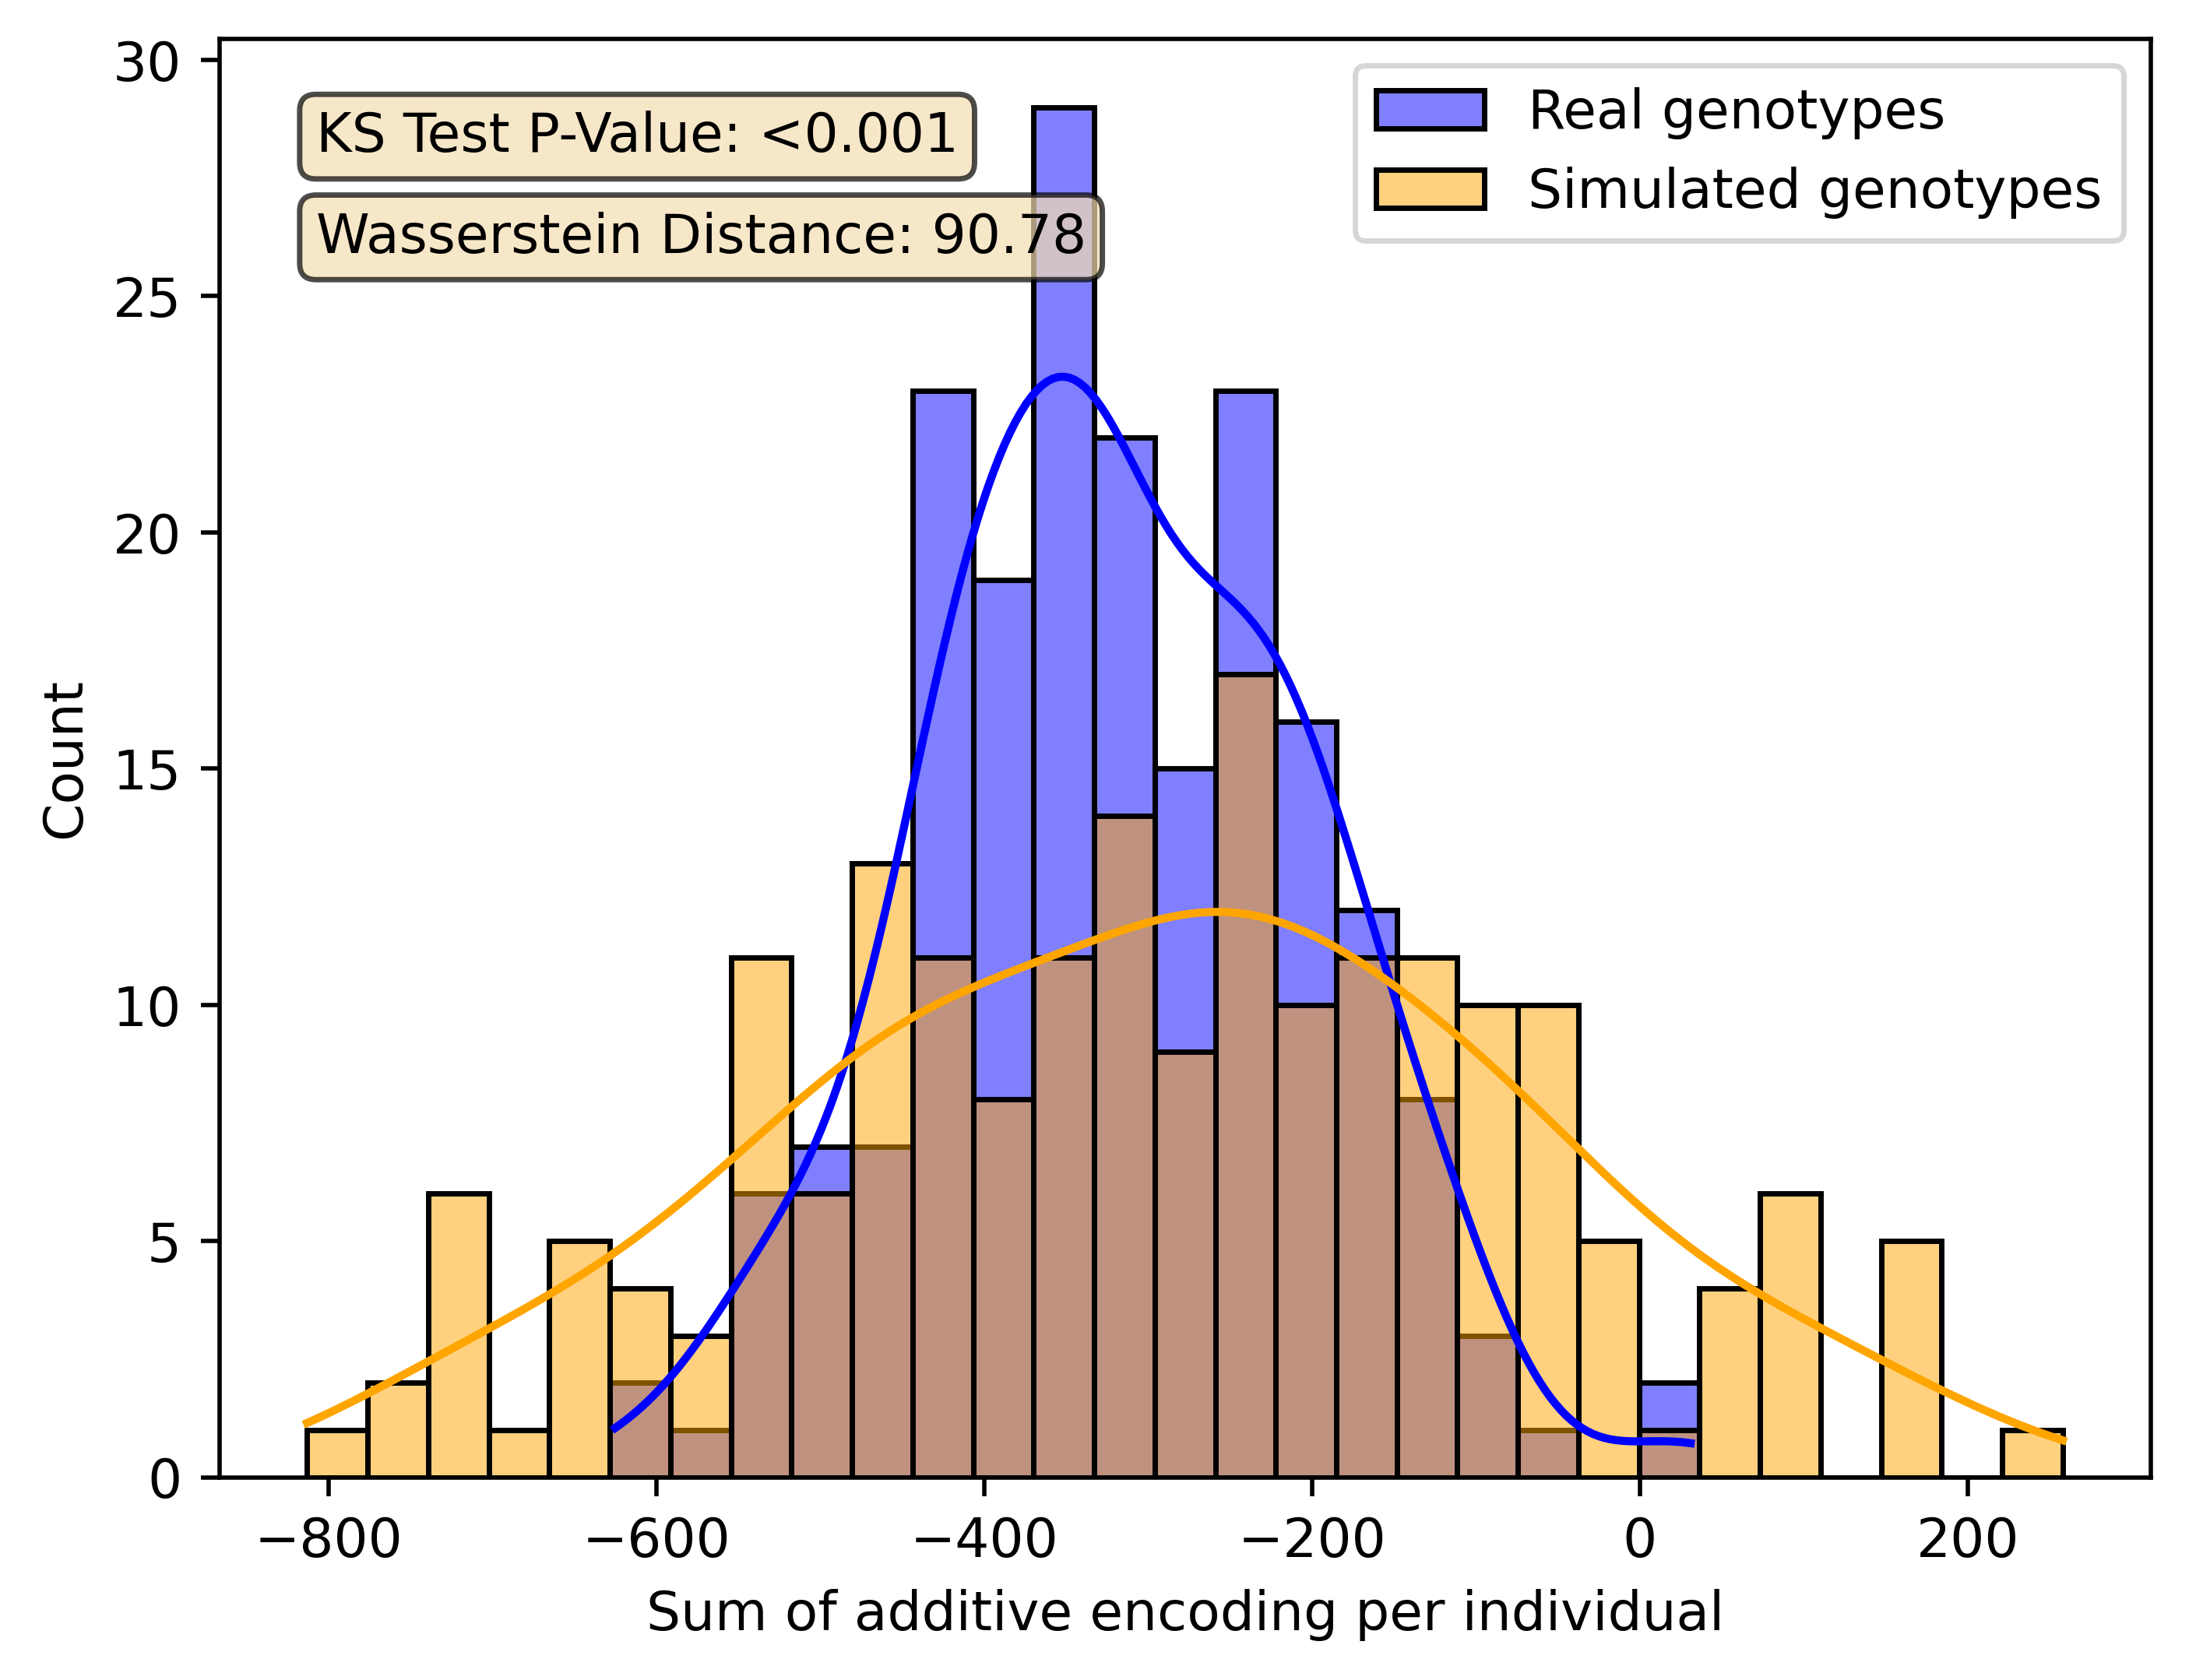 KS Test P-Value: <0.001
Wasserstein Distance: 90.78
Real genotypes
Simulated genotypes
30
25
20
15
10
5
0
Count
−800
−600
−400
−200
0
200
Sum of additive encoding per individual